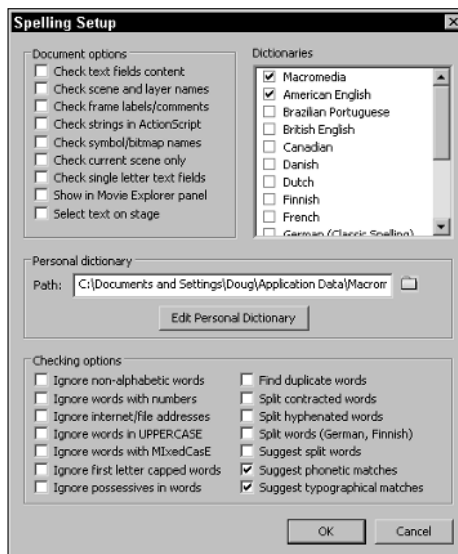 Spelling Setup
Document options
Check text fields content
Check scene and layer names
Check frame labels/comments
Check strings in ActionScript
Check symbol/bitmap names
Check current scene only
Check single letter text fields
Show in Movie Explorer panel
Select text on stage
Dictionaries
Macromedia
American English
Brazilian Portuguese
British English
Canadian
Danish
Dutch
Finnish
French
German (Classic Spelling)
Personal dictionary
Path: C:\Documents and Settings\Doug\Application Data\Macrom
Edit Personal Dictionary
Checking options
Ignore non-alphabetic words
Ignore words with numbers
Ignore internet/file addresses
Ignore words in UPPERCASE
Ignore words with MIxedCasE
Ignore first letter capped words
Ignore possessives in words
Find duplicate words
Split contracted words
Split hyphenated words
Split words (German, Finnish)
Suggest split words
Suggest phonetic matches
Suggest typographical matches
OK Cancel